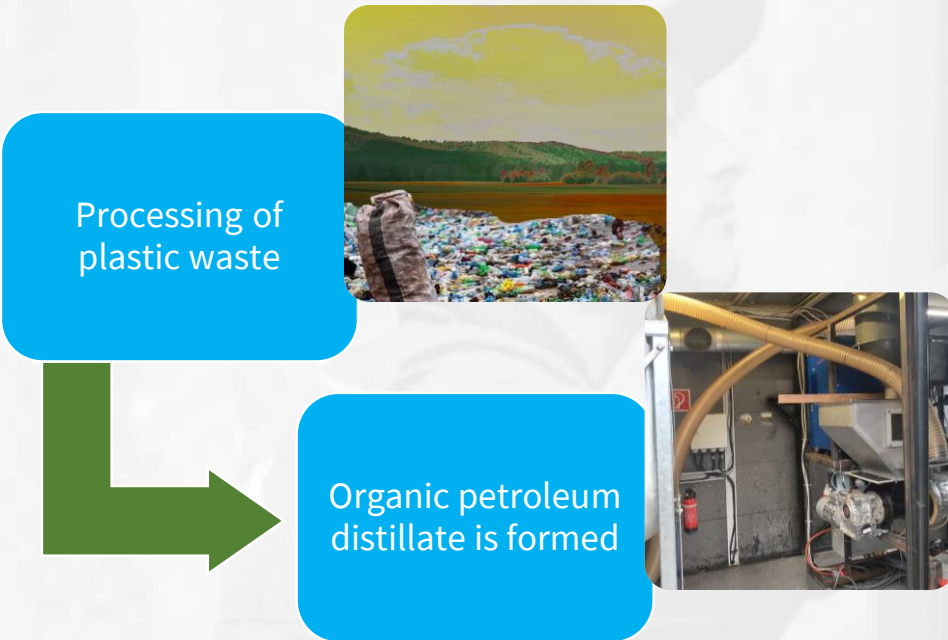 Processing of
plastic waste
Organic petroleum
distillate is formed